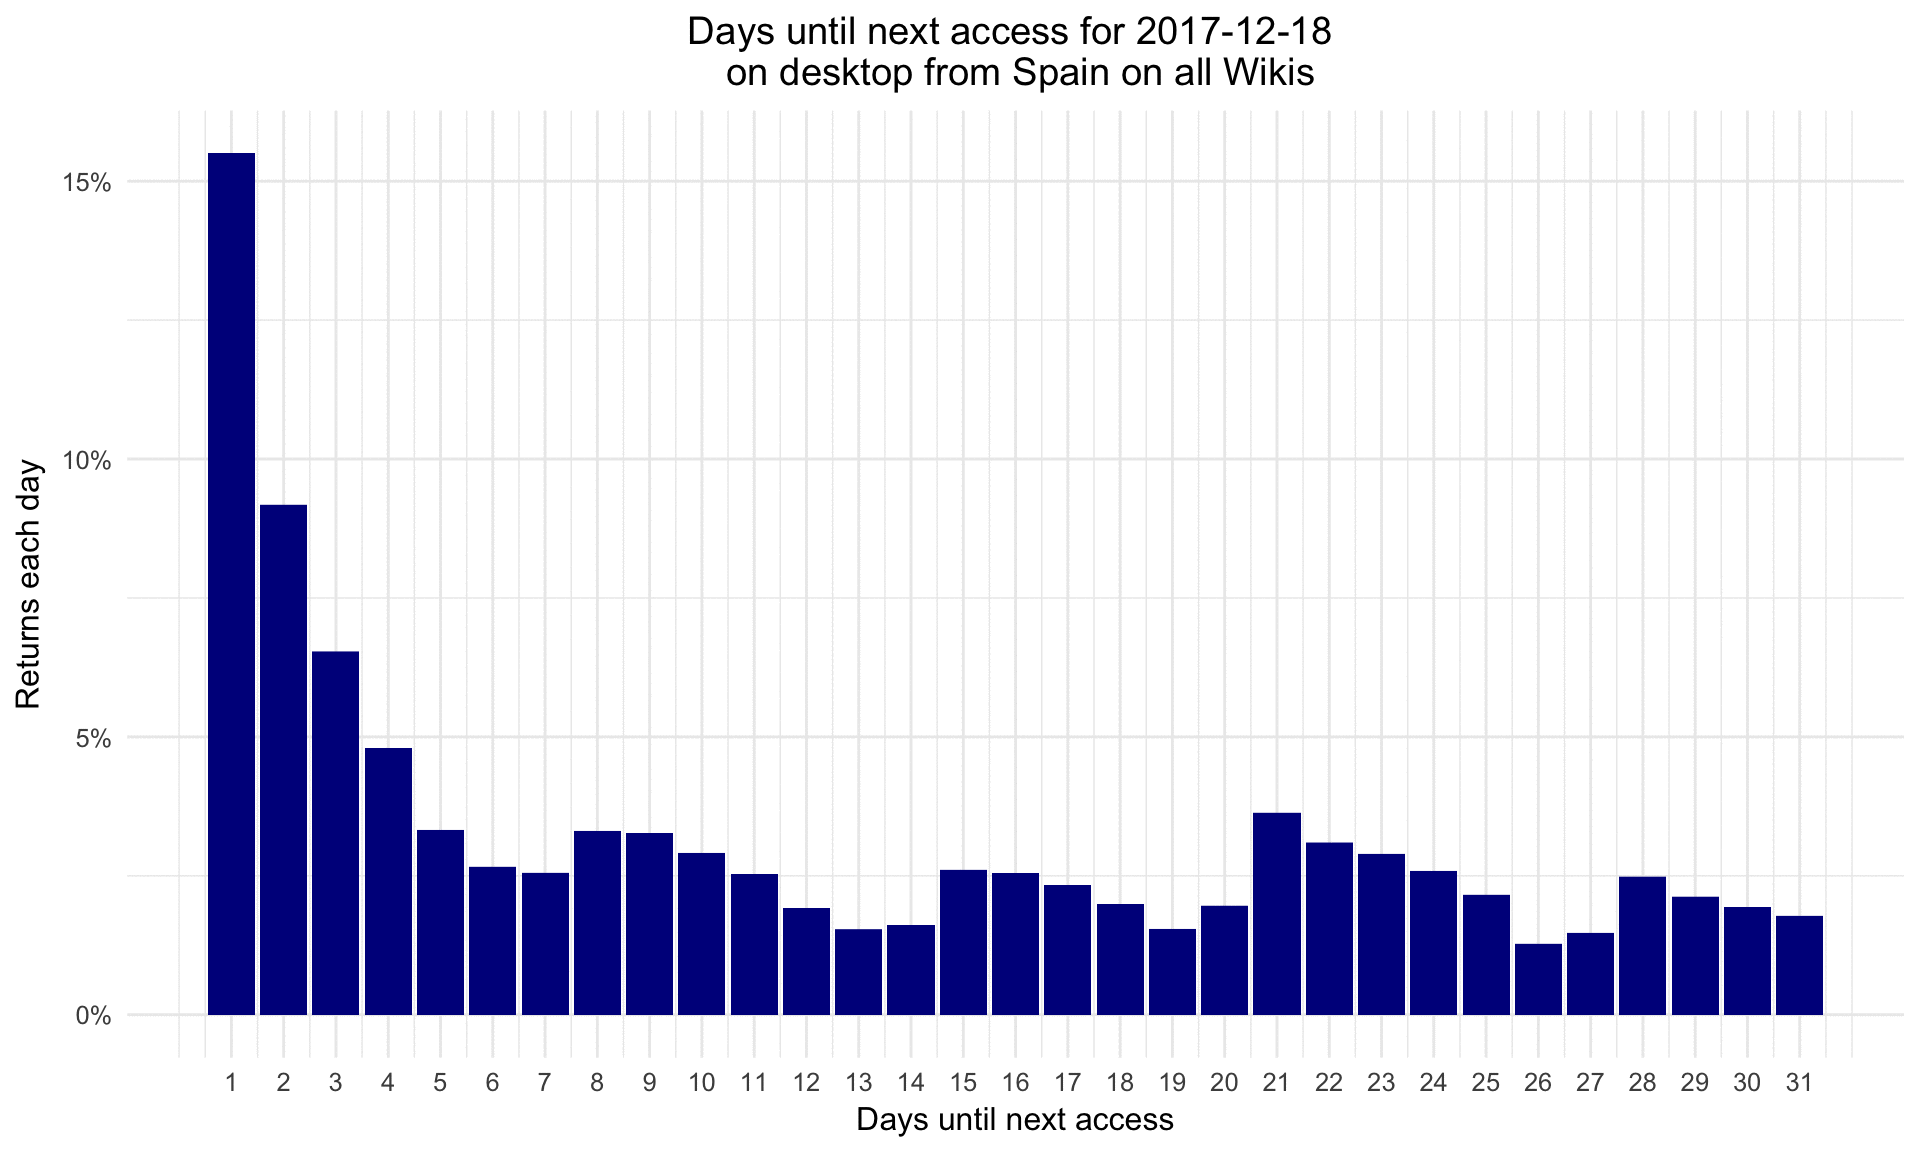 Days until next access for 2017-12-18
on desktop from Spain on all Wikis
Returns each day
15%
10%
5%
0%
1 2 3 4 5 6 7 8 9 10 11 12 13 14 15 16 17 18 19 20 21 22 23 24 25 26 27 28 29 30 31
Days until next access